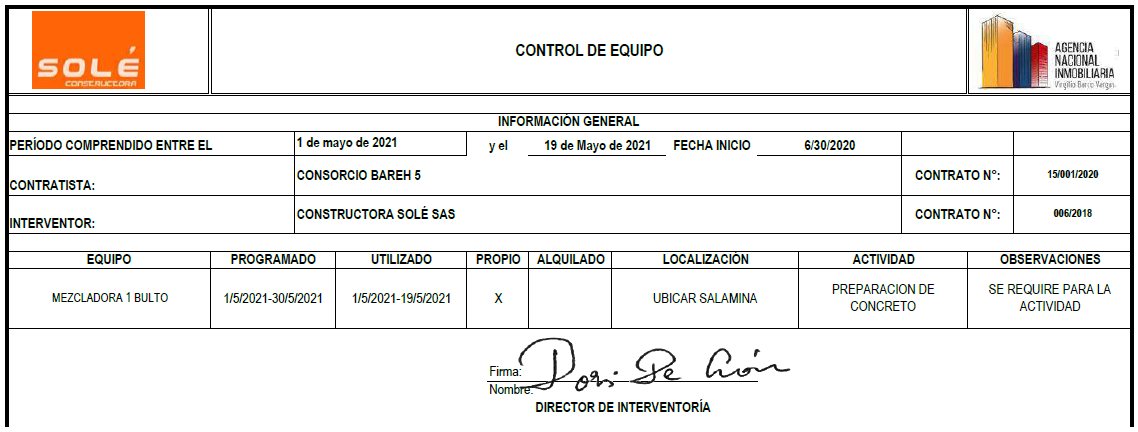 SOLÉ
CONSTRUCTORA
CONTROL DE EQUIPO
AGENCIA
NACIONAL
INMOBILIARIA
Virgilio Barco Vargas
INFORMACIÓN GENERAL
PERÍODO COMPRENDIDO ENTRE EL 1 de mayo de 2021 y el 19 de Mayo de 2021 FECHA INICIO 6/30/2020
CONTRATISTA: CONSORCIO BAREH 5 CONTRATO N°: 15/001/2020
INTERVENTOR: CONSTRUCTORA SOLÉ SAS CONTRATO N°: 006/2018
EQUIPO PROGRAMADO UTILIZADO PROPIO ALQUILADO LOCALIZACIÓN ACTIVIDAD OBSERVACIONES
MEZCLADORA 1 BULTO 1/5/2021-30/5/2021 1/5/2021-19/5/2021 X UBICAR SALAMINA PREPARACION DE CONCRETO SE REQUIRE PARA LA ACTIVIDAD
Firma:
Nombre:
DIRECTOR DE INTERVENTORÍA